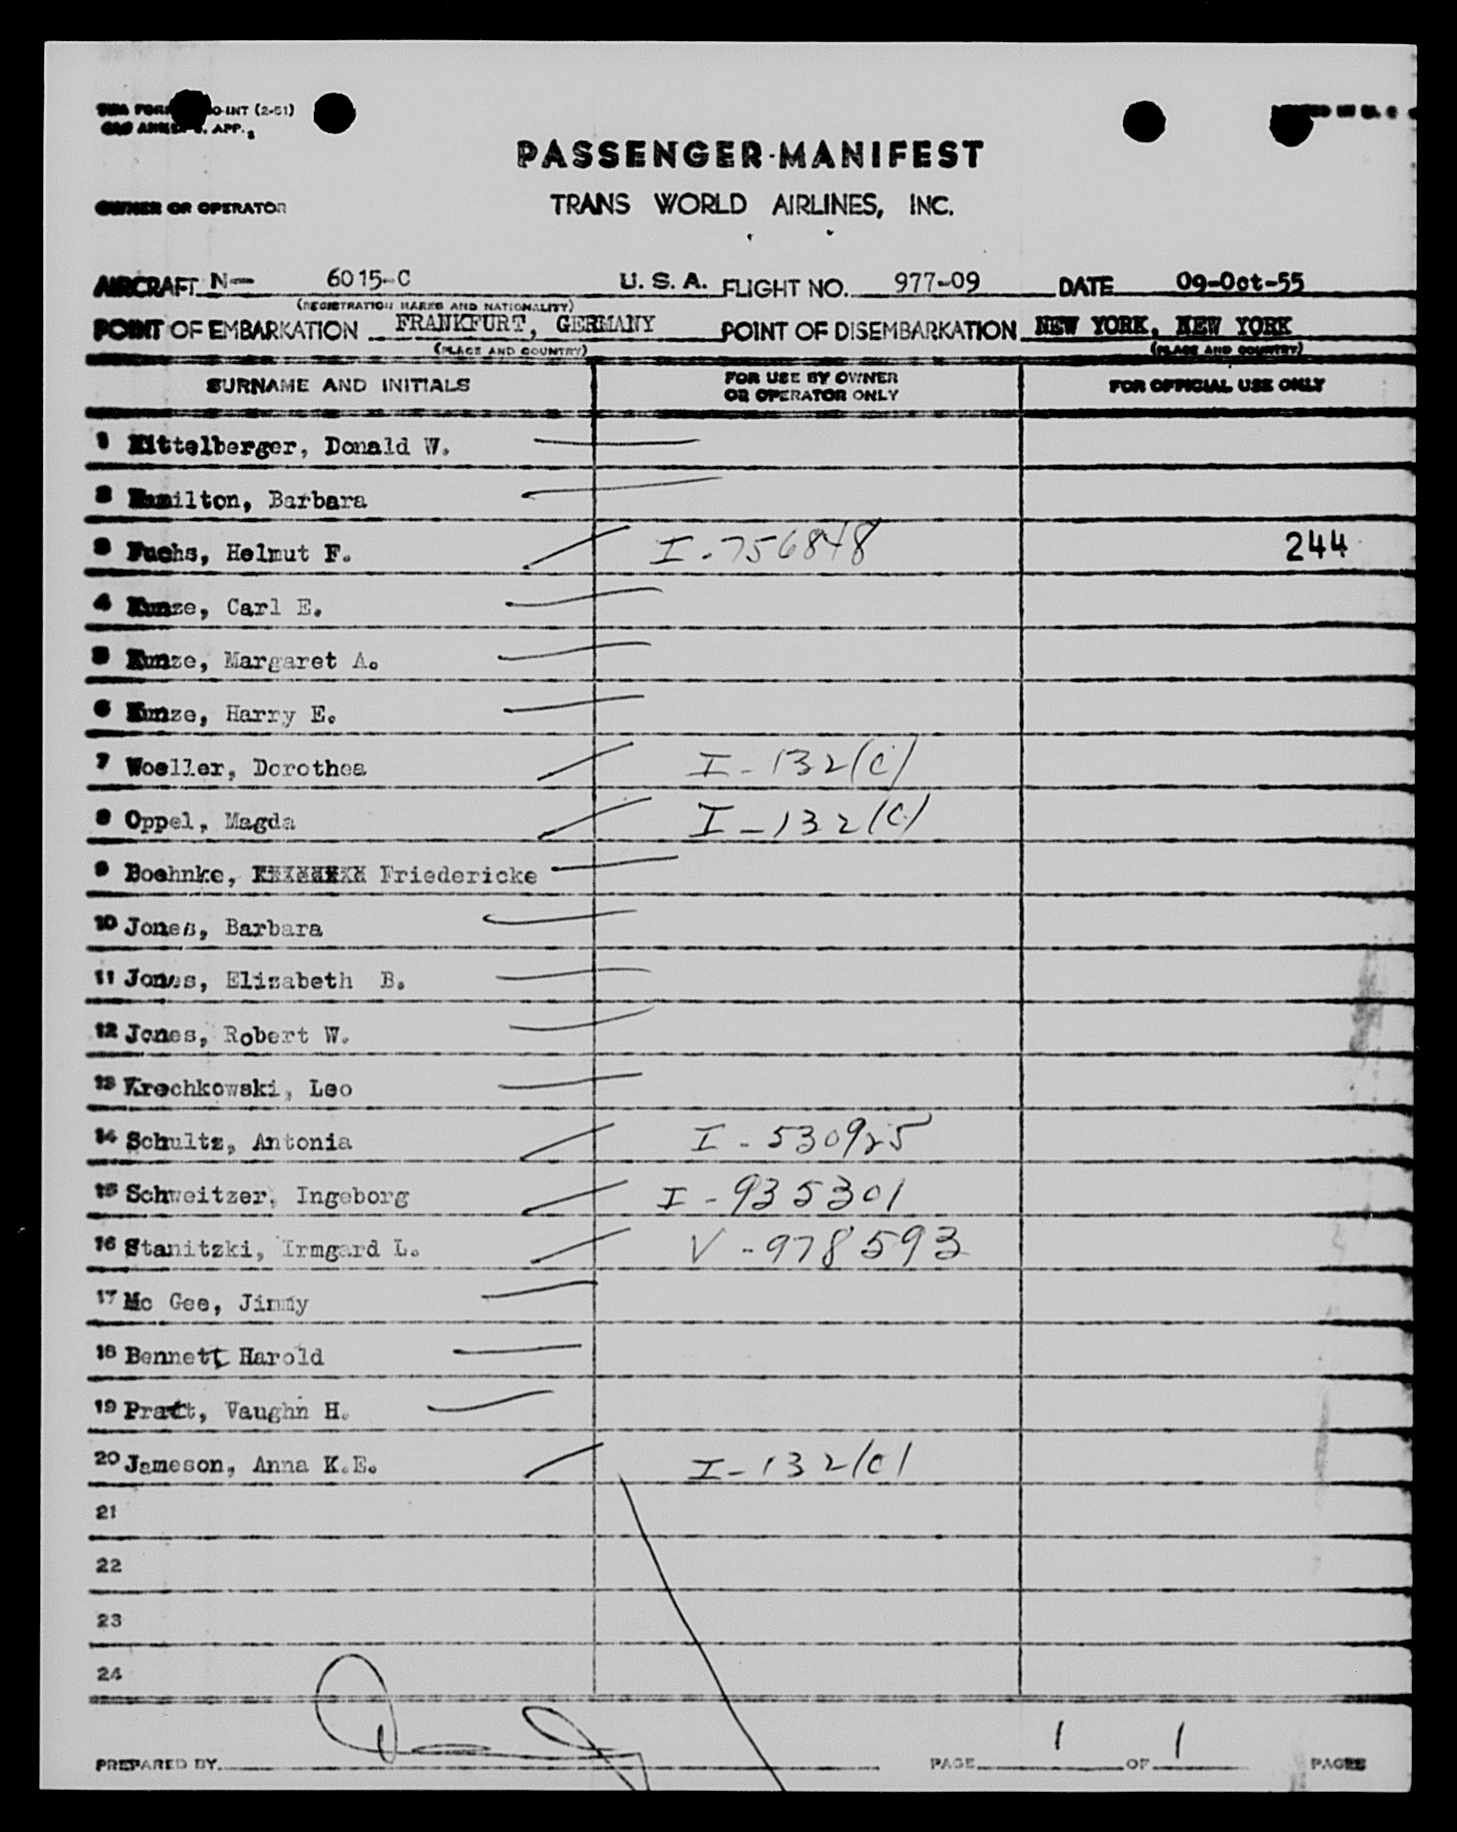 O-INT (2-51)
APP.
PASSENGER-MANIFEST
OWNER OR OPERATOR
TRANS WORLD AIRLINES, INC.
AIRCRAFT N- 6015-C U. S. A. FLIGHT NO. 977-09 DATE 09-Oct-55
(REGISTRATION MARKS AND NATIONALITY)
POINT OF EMBARKATION FRANKFURT, GERMANY POINT OF DISEMBARKATION NEW YORK, NEW YORK
(PLACE AND COUNTRY) (PLACE AND COUNTRY)
SURNAME AND INITIALS FOR USE BY OWNER OR OPERATOR ONLY FOR OFFICIAL USE ONLY
1 Kittelberger, Donald W.
2 Hamilton, Barbara
3 Fuchs, Helmut F. I-756848 244
4 Kunze, Carl E.
5 Kunze, Margaret A.
6 Kunze, Harry E.
7 Woeller, Dorothea I-132(C)
8 Oppel, Magda I-132(C)
9 Boehnke, Friedericke
10 Jones, Barbara
11 Jones, Elizabeth B.
12 Jones, Robert W.
13 Krechkowski, Leo
14 Schultz, Antonia I-530925
15 Schweitzer, Ingeborg I-935301
16 Stanitzki, Irmgard L. V-978593
17 Mc Gee, Jimmy
18 Bennett Harold
19 Pratt, Vaughn H.
20 Jameson, Anna K.E. I-132(C)
21
22
23
24
PREPARED BY PAGE 1 OF 1 PAGES